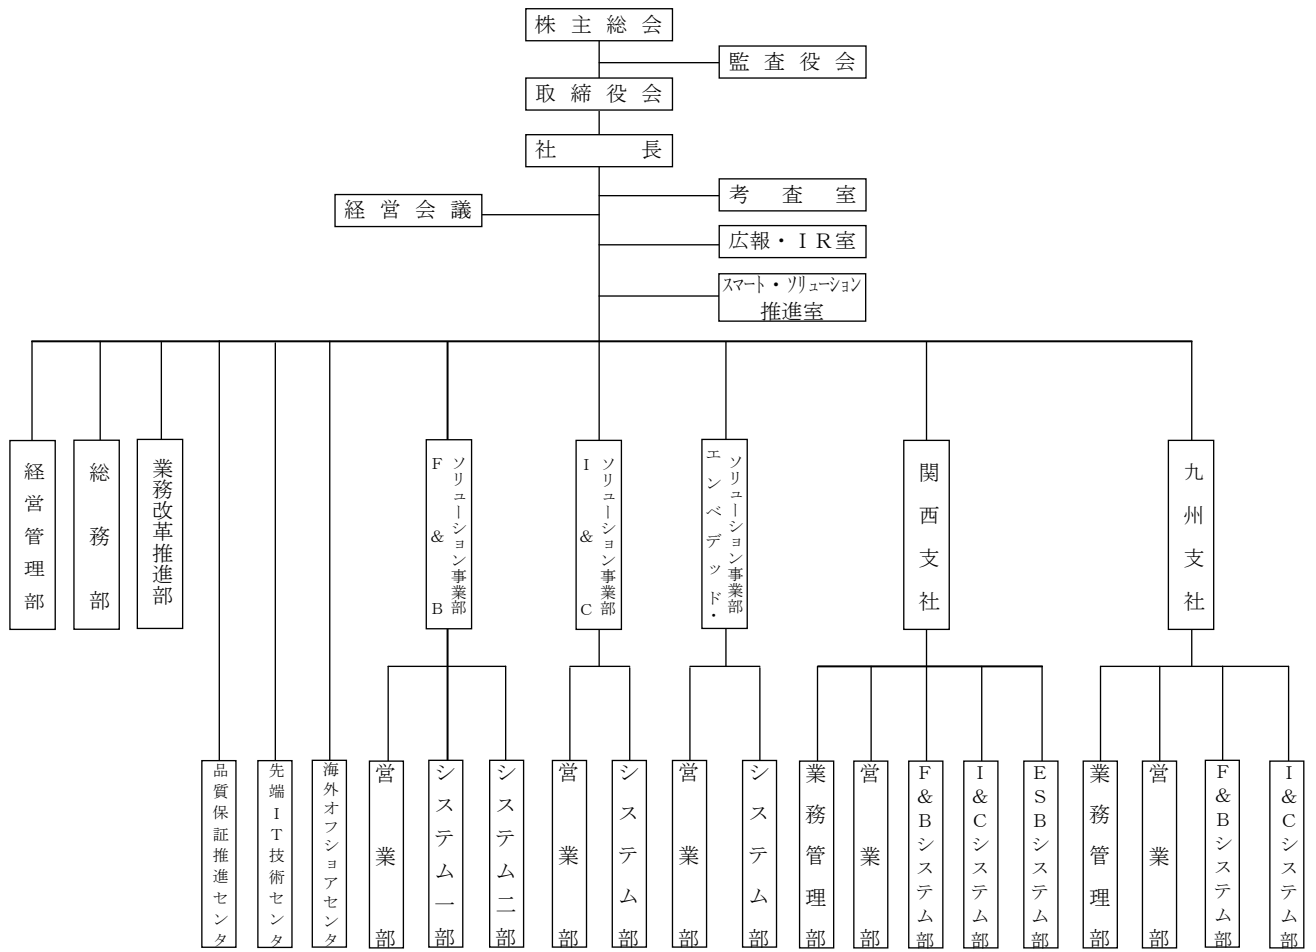 株主総会
監査役会
取締役会
社長
考査室
経営会議
広報・ＩＲ室
スマート・ソリューション
推進室
経営管理部
総務部
業務改革推進部
Ｆ＆Ｂ
ソリューション事業部
Ｉ＆Ｃ
ソリューション事業部
エンベデッド・
ソリューション事業部
関西支社
九州支社
品質保証推進センタ
先端ＩＴ技術センタ
海外オフショアセンタ
営業部
システム一部
システム二部
営業部
システム部
営業部
システム部
業務管理部
営業部
Ｆ＆Ｂシステム部
Ｉ＆Ｃシステム部
ＥＳＢシステム部
業務管理部
営業部
Ｆ＆Ｂシステム部
Ｉ＆Ｃシステム部